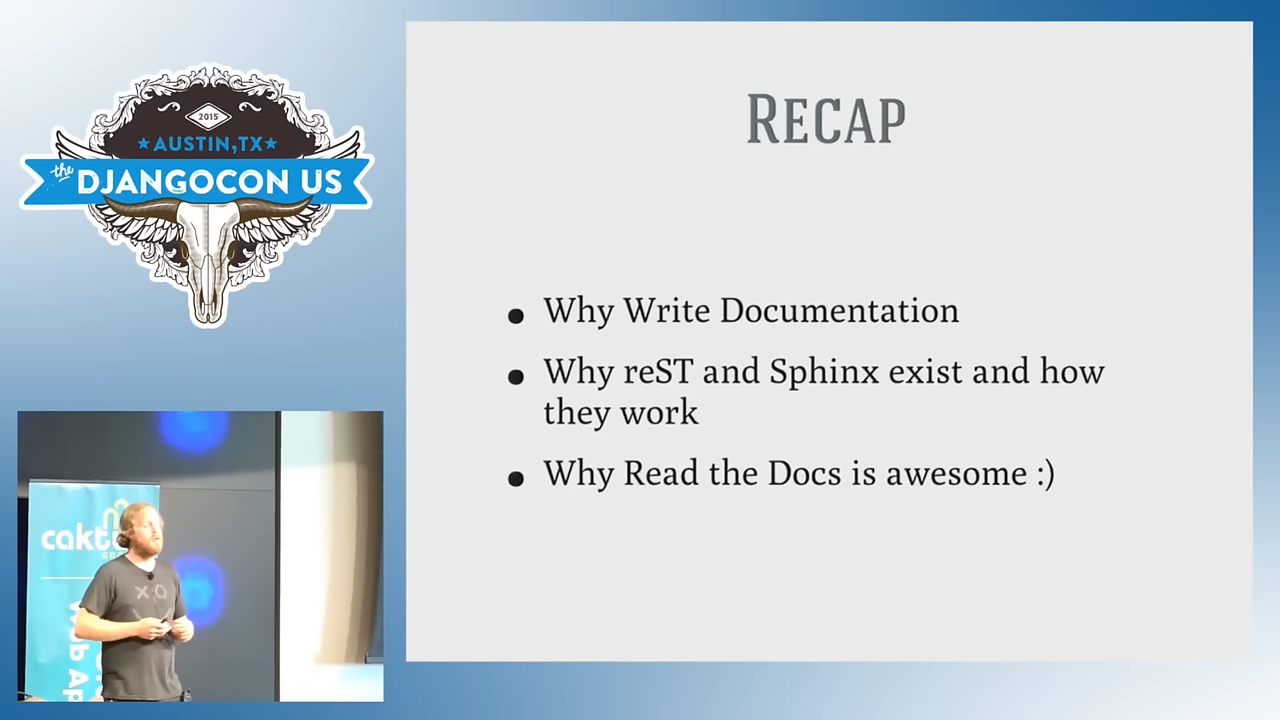 2015
AUSTIN,TX
the
DJANGOCON US
RECAP
Why Write Documentation
Why reST and Sphinx exist and how
they work
Why Read the Docs is awesome :)
XO